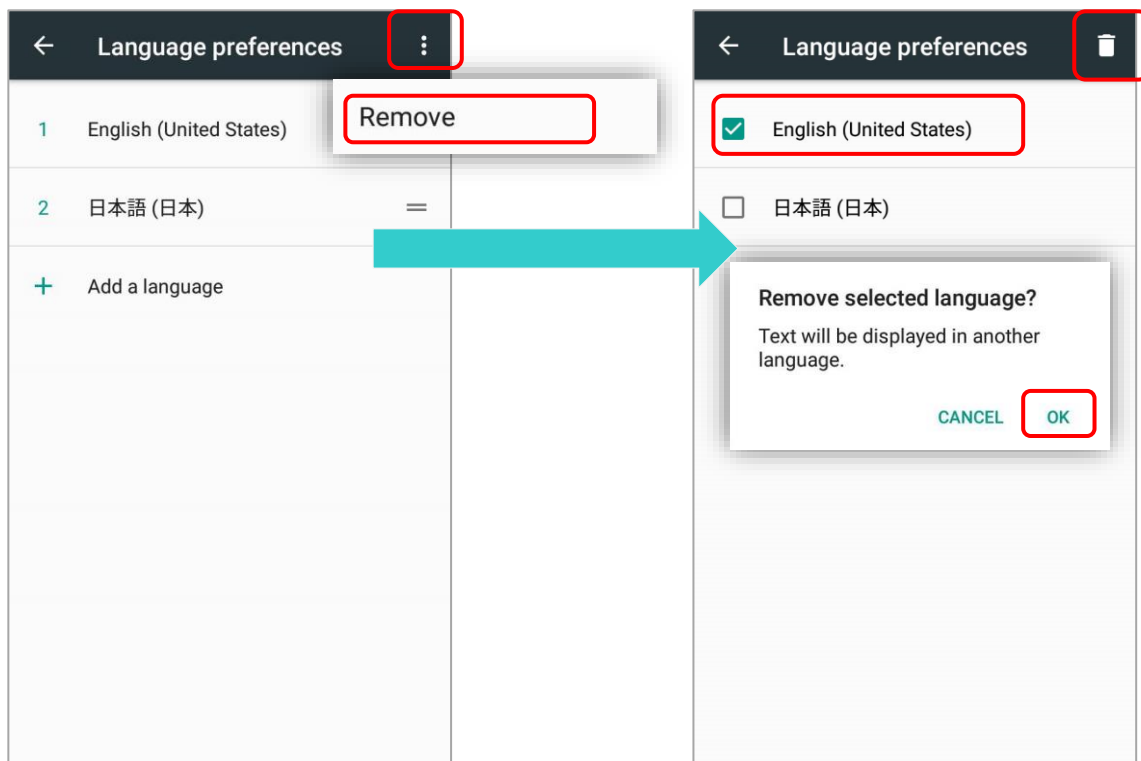 Language preferences
Remove
1 English (United States)
2 日本語 (日本)
Add a language
Language preferences
English (United States)
日本語 (日本)
Remove selected language?
Text will be displayed in another
language.
CANCEL OK